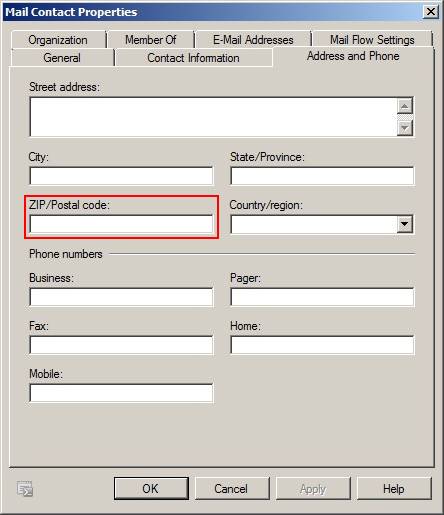 Mail Contact Properties
Organization Member Of E-Mail Addresses Mail Flow Settings
General Contact Information Address and Phone
Street address:
City: State/Province:
ZIP/Postal code: Country/region:
Phone numbers
Business: Pager:
Fax: Home:
Mobile:
OK Cancel Apply Help